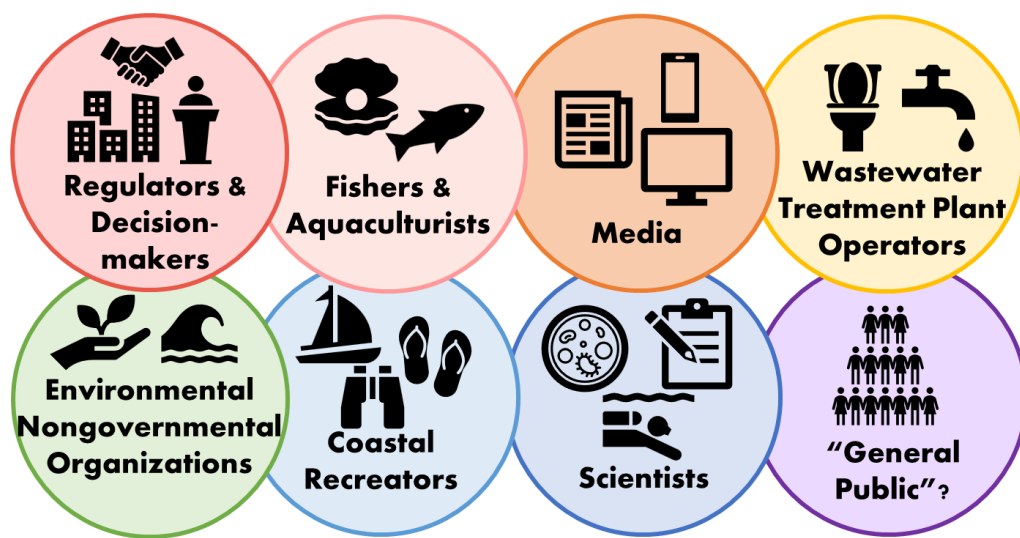 Regulators &
Decision-
makers
Fishers &
Aquaculturists
Media
Wastewater
Treatment Plant
Operators
Environmental
Nongovernmental
Organizations
Coastal
Recreators
Scientists
“General
Public”?